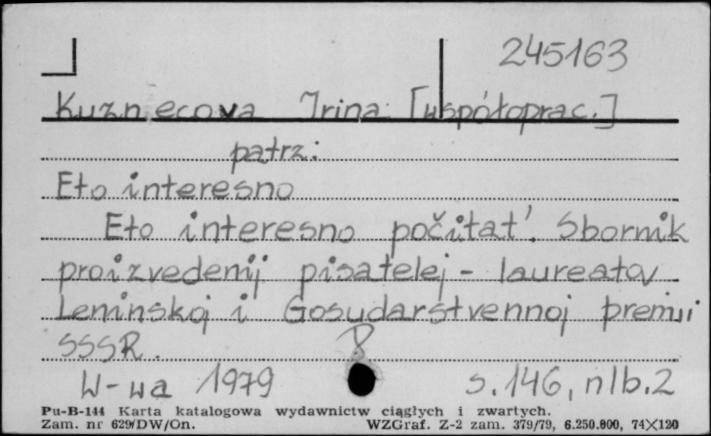 245163
Kuznecova Irina [współoprac.]
patrz:
Eto interesno
Eto interesno počitat'. Sbornik
proizvedenij pisatelej - laureatov
Leninskoj i Gosudarstvennoj premii
SSSR.
W-wa 1979 s. 146, nlb. 2
Pu-B-144 Karta katalogowa wydawnictw ciągłych i zwartych.
Zam. nr 629/DW/On. WZGraf. Z-2 zam. 379/79, 6.250.000, 74X120